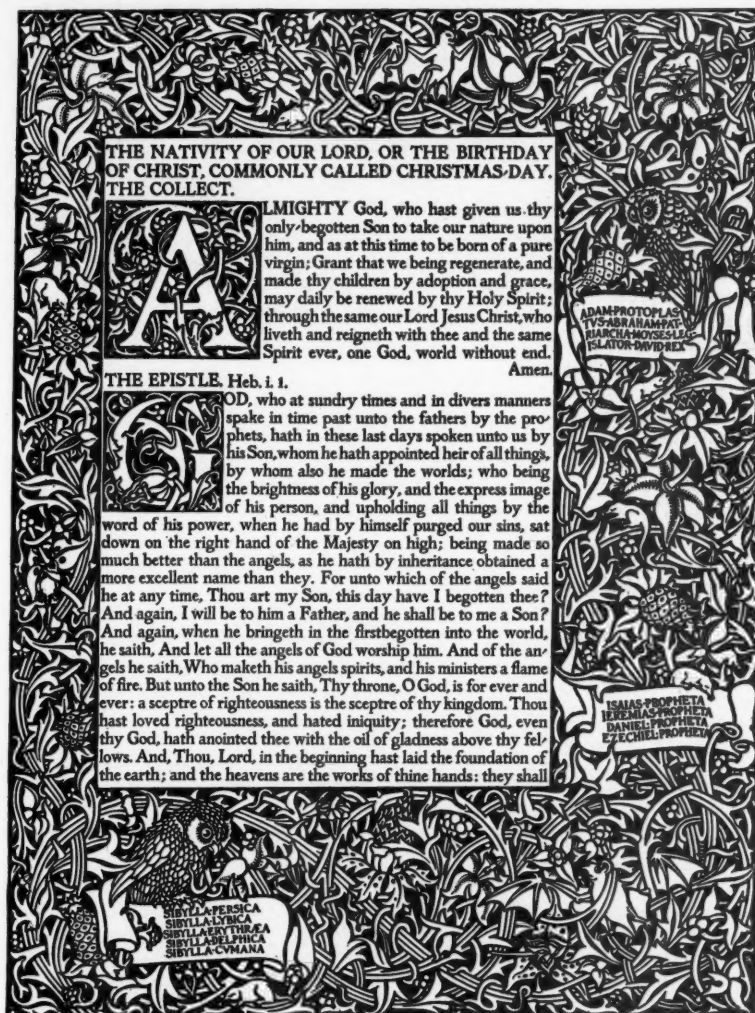 THE NATIVITY OF OUR LORD, OR THE BIRTHDAY
OF CHRIST, COMMONLY CALLED CHRISTMAS-DAY.
THE COLLECT.
ALMIGHTY God, who hast given us thy
only-begotten Son to take our nature upon
him, and as at this time to be born of a pure
virgin; Grant that we being regenerate, and
made thy children by adoption and grace,
may daily be renewed by thy Holy Spirit;
through the same our Lord Jesus Christ, who
liveth and reigneth with thee and the same
Spirit ever, one God, world without end.
Amen.
THE EPISTLE. Heb. i. 1.
GOD, who at sundry times and in divers manners
spake in time past unto the fathers by the pro-
phets, hath in these last days spoken unto us by
his Son, whom he hath appointed heir of all things,
by whom also he made the worlds; who being
the brightness of his glory, and the express image
of his person, and upholding all things by the
word of his power, when he had by himself purged our sins, sat
down on the right hand of the Majesty on high; being made so
much better than the angels, as he hath by inheritance obtained a
more excellent name than they. For unto which of the angels said
he at any time, Thou art my Son, this day have I begotten thee?
And again, I will be to him a Father, and he shall be to me a Son?
And again, when he bringeth in the firstbegotten into the world,
he saith, And let all the angels of God worship him. And of the an-
gels he saith, Who maketh his angels spirits, and his ministers a flame
of fire. But unto the Son he saith, Thy throne, O God, is for ever and
ever: a sceptre of righteousness is the sceptre of thy kingdom. Thou
hast loved righteousness, and hated iniquity; therefore God, even
thy God, hath anointed thee with the oil of gladness above thy fel-
lows. And, Thou, Lord, in the beginning hast laid the foundation of
the earth; and the heavens are the works of thine hands: they shall
ADAM·PROTOPLAS-
TVS·ABRAHAM·PAT-
RIARCHA·MOYSES·LEG-
ISLATOR·DAVID·REX
ISAIAS·PROPHETA
IEREMIAS·PROPHETA
DANIEL·PROPHETA
EZECHIEL·PROPHETA
SIBYLLA·PERSICA
SIBYLLA·LYBICA
SIBYLLA·ERYTHRÆA
SIBYLLA·DELPHICA
SIBYLLA·CVMANA